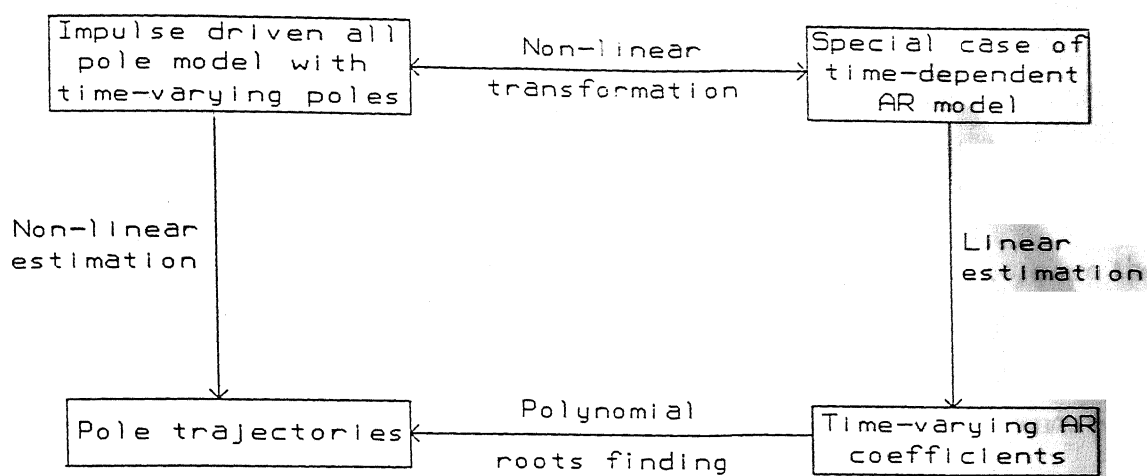 Impulse driven all
pole model with
time-varying poles
Non-linear
transformation
Special case of
time-dependent
AR model
Non-linear
estimation
Linear
estimation
Pole trajectories
Polynomial
roots finding
Time-varying AR
coefficients